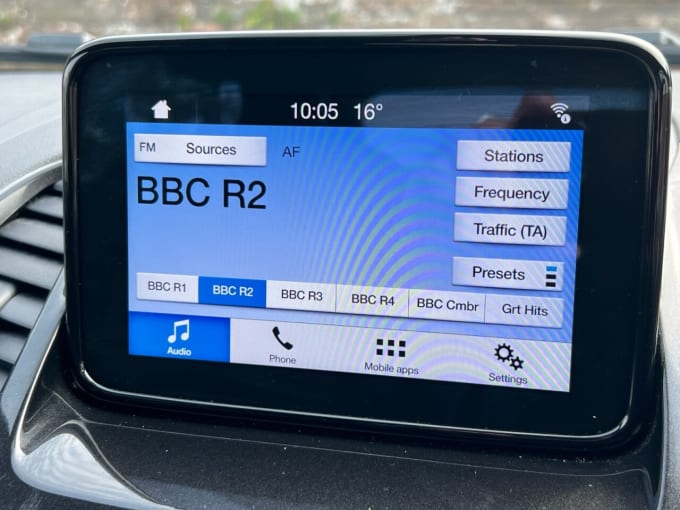 10:05 16°
FM Sources AF
Stations
BBC R2
Frequency
Traffic (TA)
Presets
BBC R1 BBC R2 BBC R3 BBC R4 BBC Cmbr Grt Hits
Audio Phone Mobile apps Settings